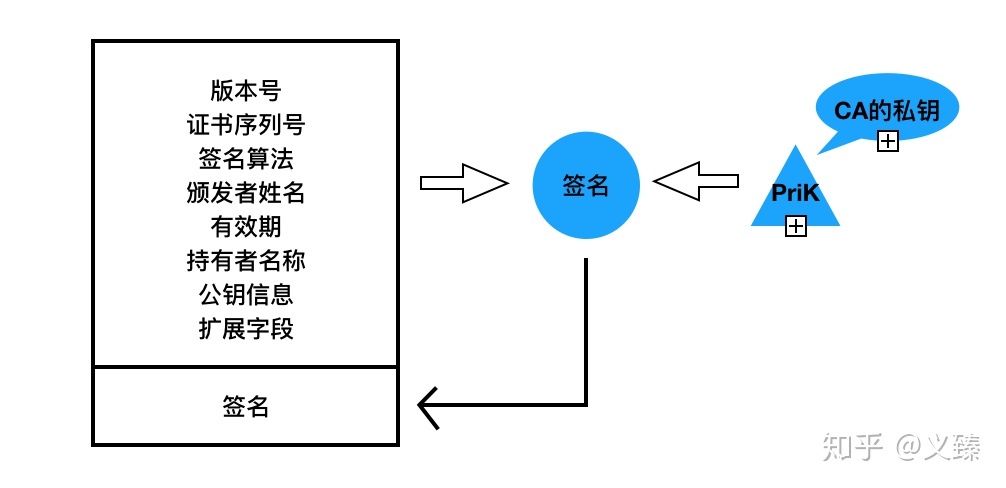 版本号
证书序列号
签名算法
颁发者姓名
有效期
持有者名称
公钥信息
扩展字段
签名
签名
CA的私钥
PriK
知乎 @义臻